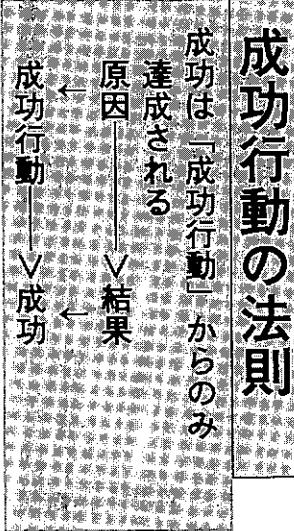 成功行動の法則
成功は「成功行動」からのみ
達成される
原因──＞結果
↓ ↓
成功行動──＞成功